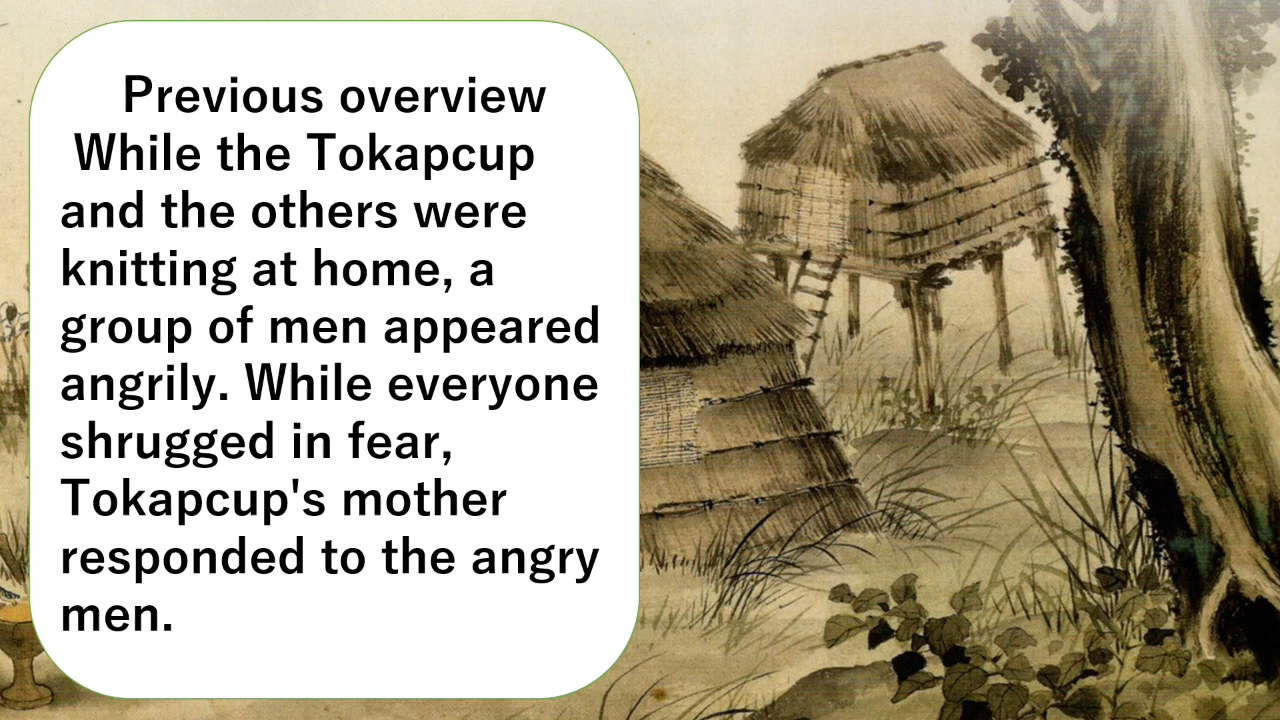 Previous overview
While the Tokapcup
and the others were
knitting at home, a
group of men appeared
angrily. While everyone
shrugged in fear,
Tokapcup's mother
responded to the angry
men.